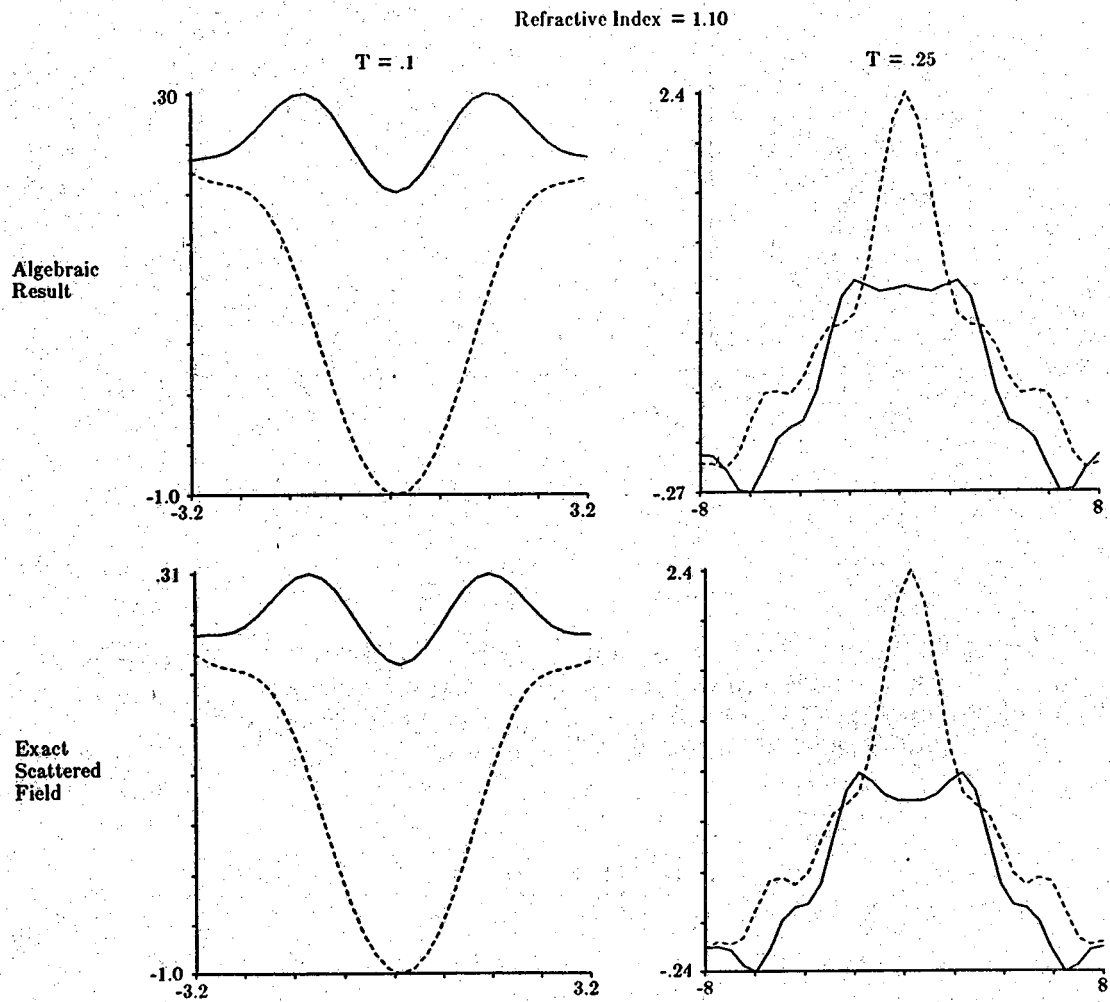 Refractive Index = 1.10
T = .1
T = .25
.30
2.4
Algebraic
Result
-1.0
-.27
-3.2
3.2
-8
8
.31
2.4
Exact
Scattered
Field
-1.0
-.24
-3.2
3.2
-8
8